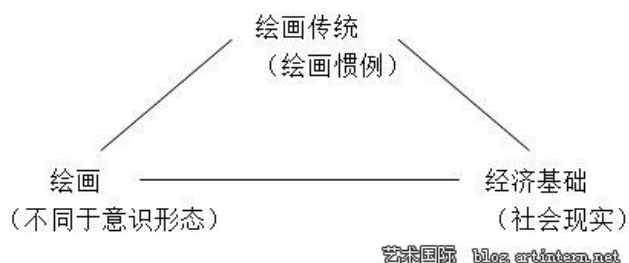 绘画传统
（绘画惯例）
绘画
经济基础
（不同于意识形态）
（社会现实）
艺术国际 blog.artintern.net